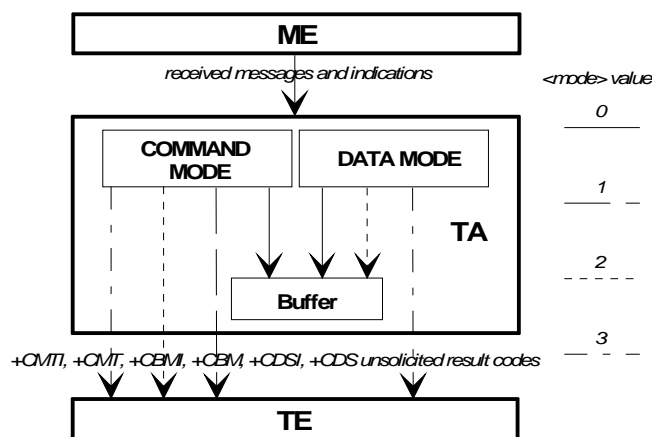 ME
received messages and indications
<mode> value
0
COMMAND
MODE
DATA MODE
1
TA
2
Buffer
3
+CMTI, +CMT, +CBMI, +CBM, +CDSI, +CDS unsolicited result codes
TE